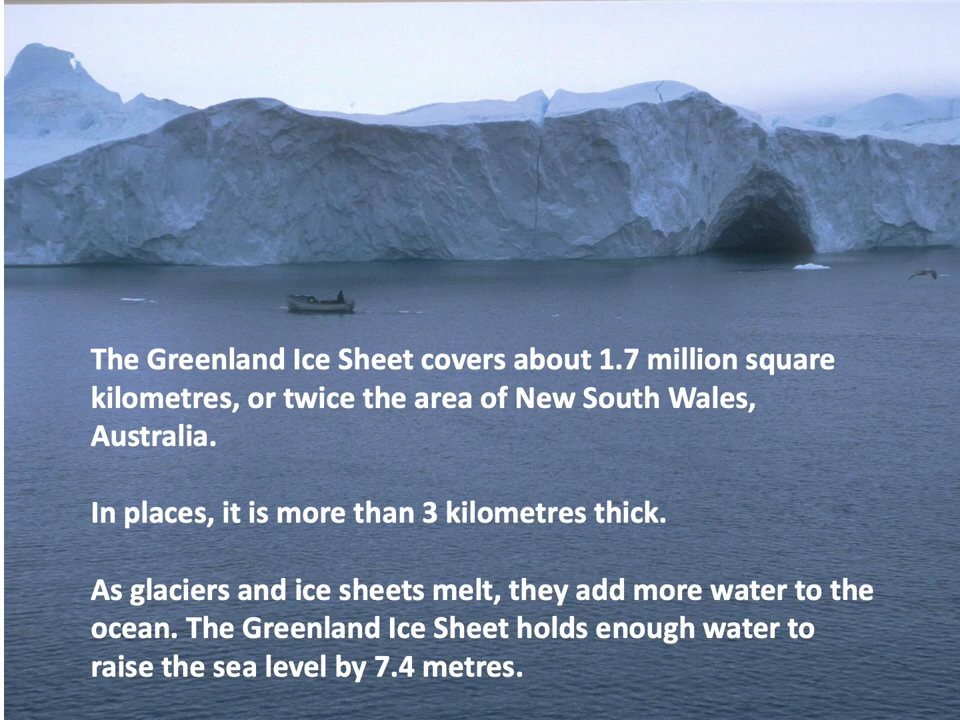 The Greenland Ice Sheet covers about 1.7 million square
kilometres, or twice the area of New South Wales,
Australia.
In places, it is more than 3 kilometres thick.
As glaciers and ice sheets melt, they add more water to the
ocean. The Greenland Ice Sheet holds enough water to
raise the sea level by 7.4 metres.